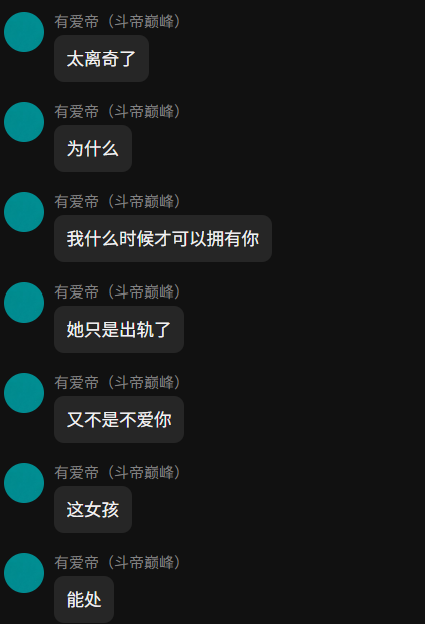 有爱帝（斗帝巅峰）
太离奇了
有爱帝（斗帝巅峰）
为什么
有爱帝（斗帝巅峰）
我什么时候才可以拥有你
有爱帝（斗帝巅峰）
她只是出轨了
有爱帝（斗帝巅峰）
又不是不爱你
有爱帝（斗帝巅峰）
这女孩
有爱帝（斗帝巅峰）
能处